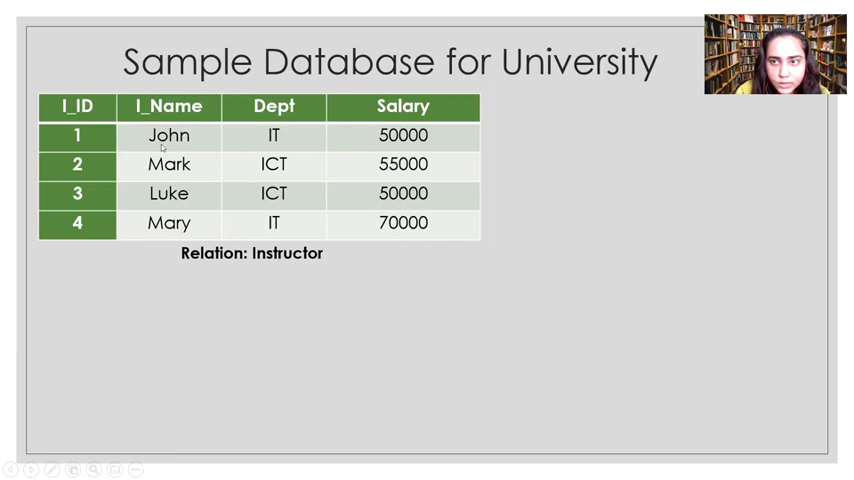 Sample Database for University
I_ID I_Name Dept Salary
1 John IT 50000
2 Mark ICT 55000
3 Luke ICT 50000
4 Mary IT 70000
Relation: Instructor